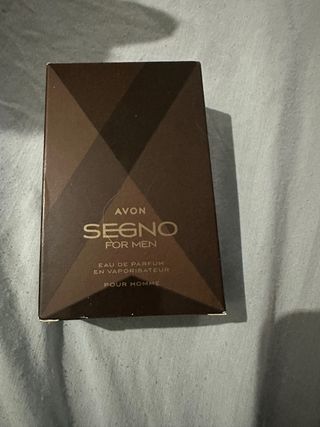 AVON
SEGNO
FOR MEN
EAU DE PARFUM
EN VAPORISATEUR
POUR HOMME